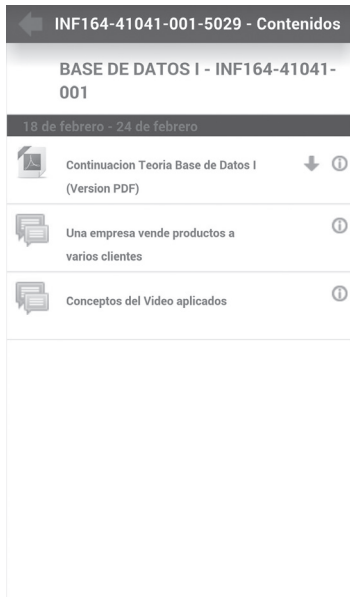 INF164-41041-001-5029 - Contenidos
BASE DE DATOS I - INF164-41041-
001
18 de febrero - 24 de febrero
Continuacion Teoria Base de Datos I
(Version PDF)
Una empresa vende productos a
varios clientes
Conceptos del Video aplicados